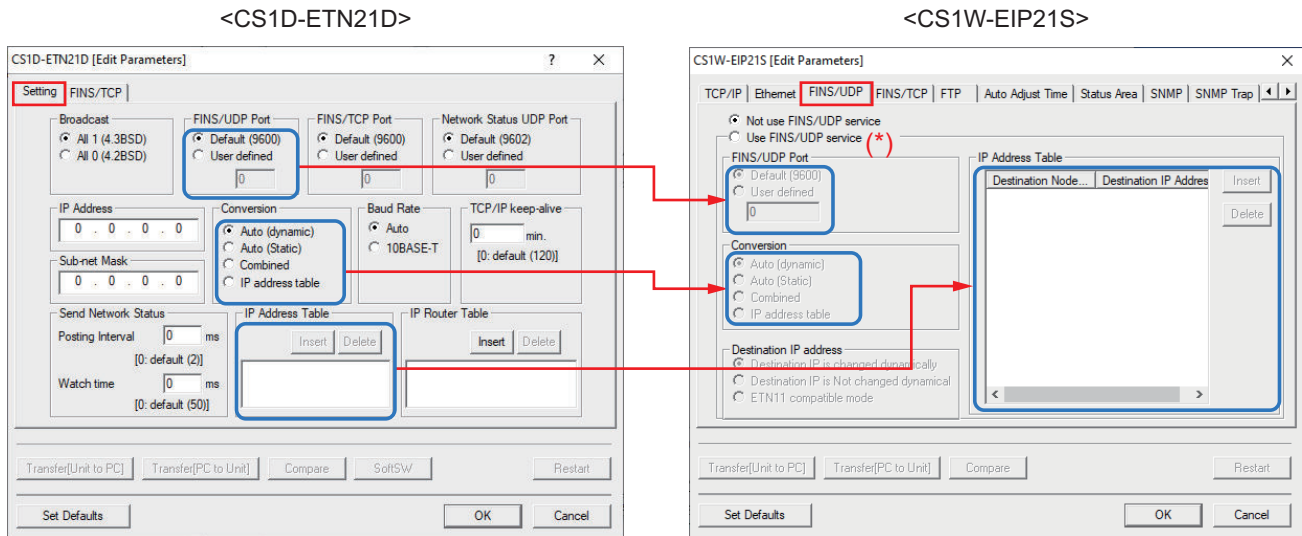 <CS1D-ETN21D>
<CS1W-EIP21S>
CS1D-ETN21D [Edit Parameters]
?
Setting
FINS/TCP
Broadcast
All 1 (4.3BSD)
All 0 (4.2BSD)
FINS/UDP Port
Default (9600)
User defined
0
FINS/TCP Port
Default (9600)
User defined
0
Network Status UDP Port
Default (9602)
User defined
0
IP Address
0 . 0 . 0 . 0
Sub-net Mask
0 . 0 . 0 . 0
Conversion
Auto (dynamic)
Auto (Static)
Combined
IP address table
Baud Rate
Auto
10BASE-T
TCP/IP keep-alive
0 min.
[0: default (120)]
Send Network Status
Posting Interval 0 ms
[0: default (2)]
Watch time 0 ms
[0: default (50)]
IP Address Table
Insert Delete
IP Router Table
Insert Delete
Transfer[Unit to PC] Transfer[PC to Unit] Compare SoftSW Restart
Set Defaults OK Cancel
CS1W-EIP21S [Edit Parameters]
TCP/IP Ethernet FINS/UDP FINS/TCP FTP Auto Adjust Time Status Area SNMP SNMP Trap
Not use FINS/UDP service
Use FINS/UDP service (*)
FINS/UDP Port
Default (9600)
User defined
0
Conversion
Auto (dynamic)
Auto (Static)
Combined
IP address table
Destination IP address
Destination IP is changed dynamically
Destination IP is Not changed dynamical
ETN11 compatible mode
IP Address Table
Destination Node... Destination IP Addres
Insert
Delete
Transfer[Unit to PC] Transfer[PC to Unit] Compare Restart
Set Defaults OK Cancel